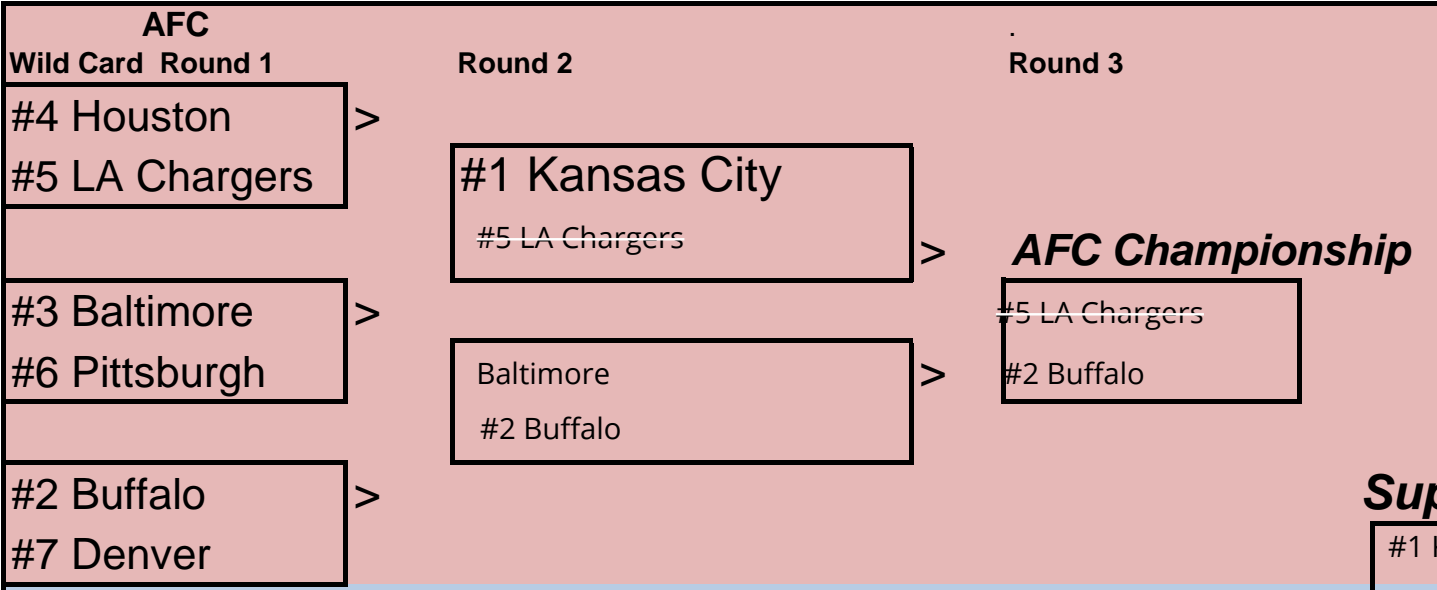 AFC
.
Wild Card Round 1
Round 2
Round 3
#4 Houston
>
#5 LA Chargers
#1 Kansas City
#5 LA Chargers
>
AFC Championship
#3 Baltimore
>
#5 LA Chargers
#6 Pittsburgh
Baltimore
>
#2 Buffalo
#2 Buffalo
#2 Buffalo
>
#7 Denver
Sup
#1